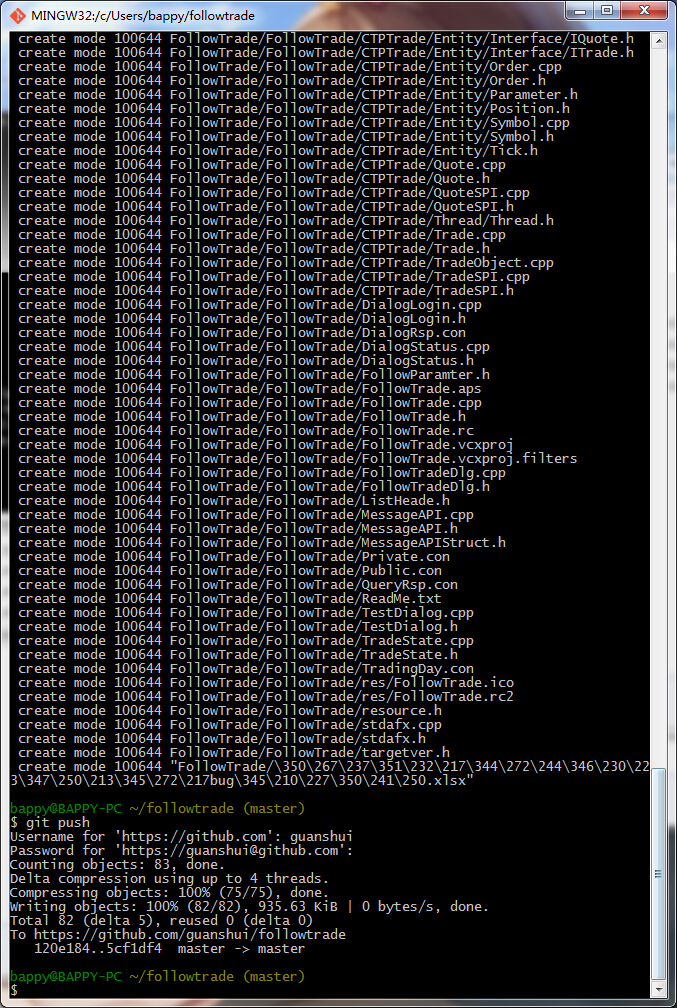 MINGW32:/c/Users/bappy/followtrade
create mode 100644 FollowTrade/FollowTrade/CTPTrade/Entity/Interface/IQuote.h
create mode 100644 FollowTrade/FollowTrade/CTPTrade/Entity/Interface/ITrade.h
create mode 100644 FollowTrade/FollowTrade/CTPTrade/Entity/Order.cpp
create mode 100644 FollowTrade/FollowTrade/CTPTrade/Entity/Order.h
create mode 100644 FollowTrade/FollowTrade/CTPTrade/Entity/Parameter.h
create mode 100644 FollowTrade/FollowTrade/CTPTrade/Entity/Position.h
create mode 100644 FollowTrade/FollowTrade/CTPTrade/Entity/Symbol.cpp
create mode 100644 FollowTrade/FollowTrade/CTPTrade/Entity/Symbol.h
create mode 100644 FollowTrade/FollowTrade/CTPTrade/Entity/Tick.h
create mode 100644 FollowTrade/FollowTrade/CTPTrade/Quote.cpp
create mode 100644 FollowTrade/FollowTrade/CTPTrade/Quote.h
create mode 100644 FollowTrade/FollowTrade/CTPTrade/QuoteSPI.cpp
create mode 100644 FollowTrade/FollowTrade/CTPTrade/QuoteSPI.h
create mode 100644 FollowTrade/FollowTrade/CTPTrade/Thread/Thread.h
create mode 100644 FollowTrade/FollowTrade/CTPTrade/Trade.cpp
create mode 100644 FollowTrade/FollowTrade/CTPTrade/Trade.h
create mode 100644 FollowTrade/FollowTrade/CTPTrade/TradeObject.cpp
create mode 100644 FollowTrade/FollowTrade/CTPTrade/TradeSPI.cpp
create mode 100644 FollowTrade/FollowTrade/CTPTrade/TradeSPI.h
create mode 100644 FollowTrade/FollowTrade/DialogLogin.cpp
create mode 100644 FollowTrade/FollowTrade/DialogLogin.h
create mode 100644 FollowTrade/FollowTrade/DialogRsp.con
create mode 100644 FollowTrade/FollowTrade/DialogStatus.cpp
create mode 100644 FollowTrade/FollowTrade/DialogStatus.h
create mode 100644 FollowTrade/FollowTrade/FollowParamter.h
create mode 100644 FollowTrade/FollowTrade/FollowTrade.aps
create mode 100644 FollowTrade/FollowTrade/FollowTrade.cpp
create mode 100644 FollowTrade/FollowTrade/FollowTrade.h
create mode 100644 FollowTrade/FollowTrade/FollowTrade.rc
create mode 100644 FollowTrade/FollowTrade/FollowTrade.vcxproj
create mode 100644 FollowTrade/FollowTrade/FollowTrade.vcxproj.filters
create mode 100644 FollowTrade/FollowTrade/FollowTradeDlg.cpp
create mode 100644 FollowTrade/FollowTrade/FollowTradeDlg.h
create mode 100644 FollowTrade/FollowTrade/ListHeade.h
create mode 100644 FollowTrade/FollowTrade/MessageAPI.cpp
create mode 100644 FollowTrade/FollowTrade/MessageAPI.h
create mode 100644 FollowTrade/FollowTrade/MessageAPIStruct.h
create mode 100644 FollowTrade/FollowTrade/Private.con
create mode 100644 FollowTrade/FollowTrade/Public.con
create mode 100644 FollowTrade/FollowTrade/QueryRsp.con
create mode 100644 FollowTrade/FollowTrade/ReadMe.txt
create mode 100644 FollowTrade/FollowTrade/TestDialog.cpp
create mode 100644 FollowTrade/FollowTrade/TestDialog.h
create mode 100644 FollowTrade/FollowTrade/TradeState.cpp
create mode 100644 FollowTrade/FollowTrade/TradeState.h
create mode 100644 FollowTrade/FollowTrade/TradingDay.con
create mode 100644 FollowTrade/FollowTrade/res/FollowTrade.ico
create mode 100644 FollowTrade/FollowTrade/res/FollowTrade.rc2
create mode 100644 FollowTrade/FollowTrade/resource.h
create mode 100644 FollowTrade/FollowTrade/stdafx.cpp
create mode 100644 FollowTrade/FollowTrade/stdafx.h
create mode 100644 FollowTrade/FollowTrade/targetver.h
create mode 100644 "FollowTrade/\350\267\237\351\232\217\344\272\244\346\230\22
3\347\250\213\345\272\217bug\345\210\227\350\241\250.xlsx"
bappy@BAPPY-PC ~/followtrade (master)
$ git push
Username for 'https://github.com': guanshui
Password for 'https://guanshui@github.com':
Counting objects: 83, done.
Delta compression using up to 4 threads.
Compressing objects: 100% (75/75), done.
Writing objects: 100% (82/82), 935.63 KiB | 0 bytes/s, done.
Total 82 (delta 5), reused 0 (delta 0)
To https://github.com/guanshui/followtrade
120e184..5cf1df4  master -> master
bappy@BAPPY-PC ~/followtrade (master)
$